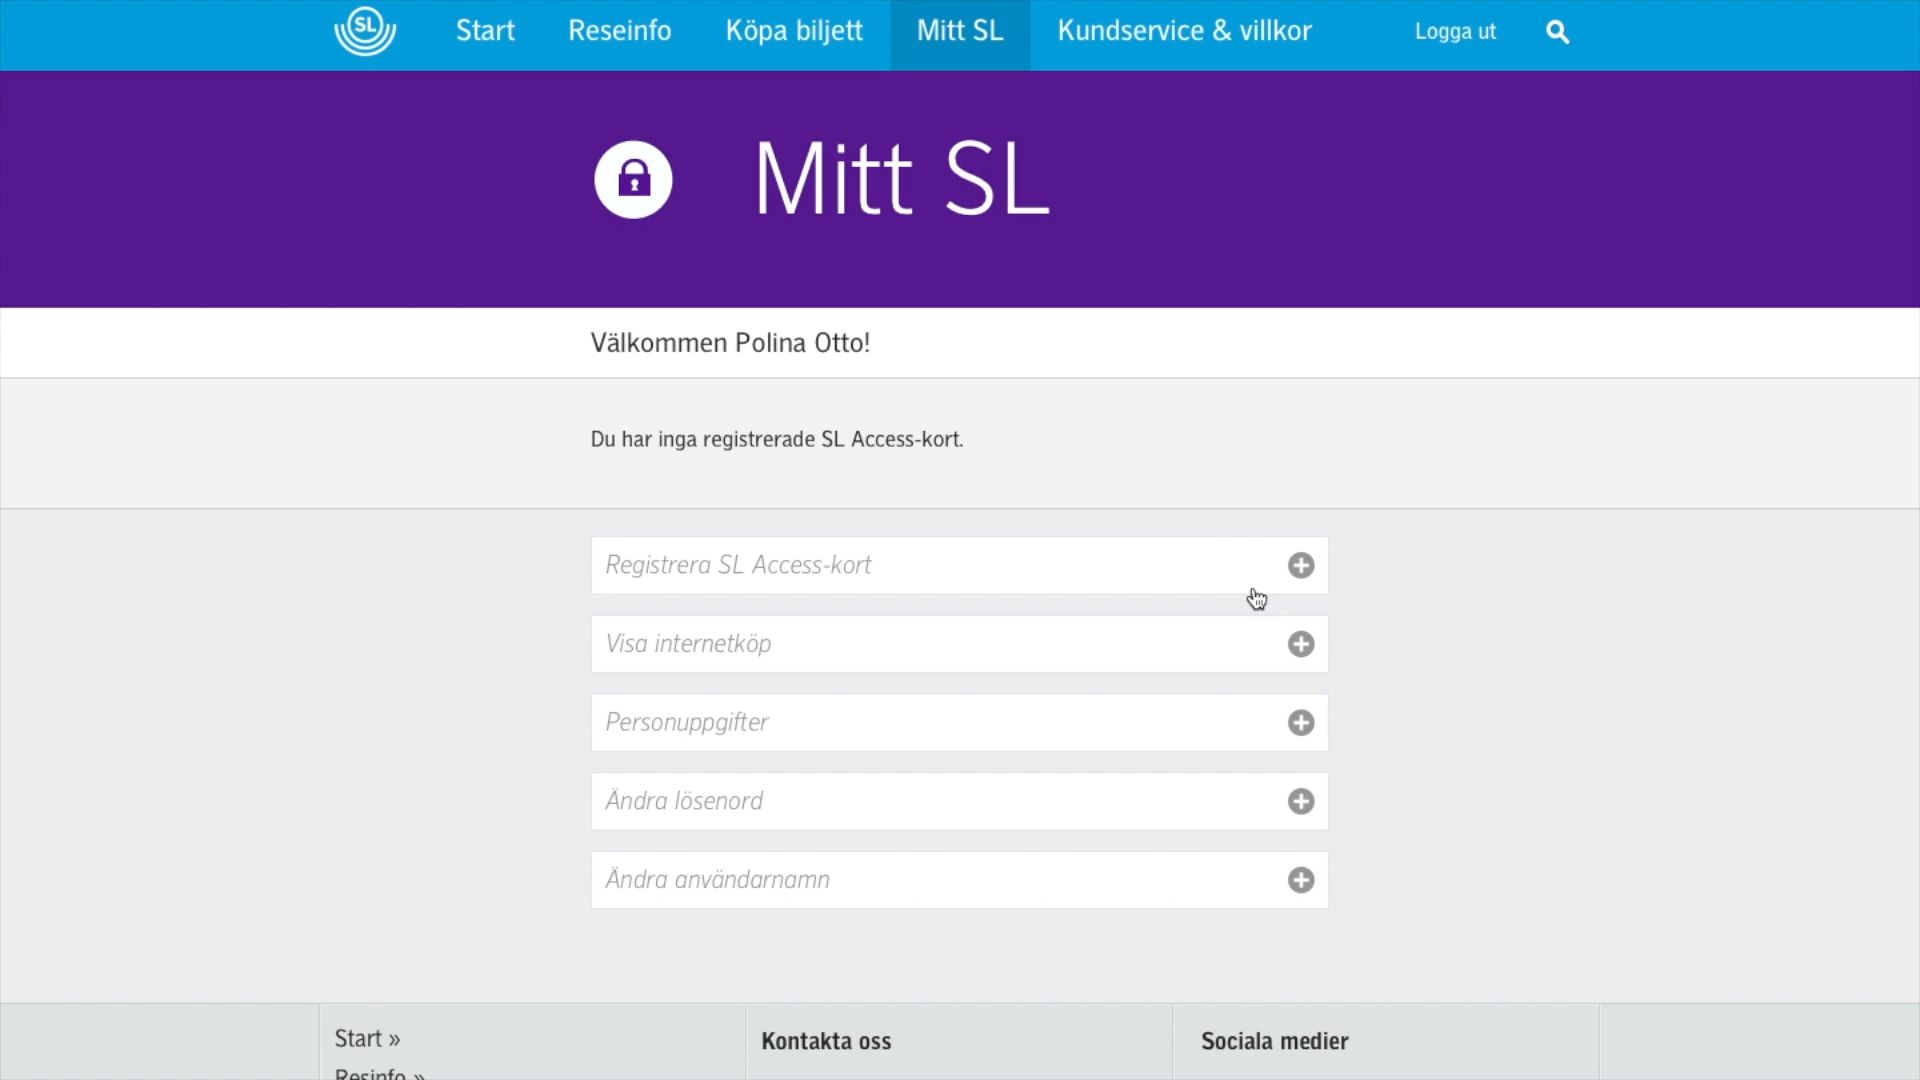 SL
Start
Reseinfo
Köpa biljett
Mitt SL
Kundservice & villkor
Logga ut
Mitt SL
Välkommen Polina Otto!
Du har inga registrerade SL Access-kort.
Registrera SL Access-kort
Visa internetköp
Personuppgifter
Ändra lösenord
Ändra användarnamn
Start »
Resinfo »
Kontakta oss
Sociala medier